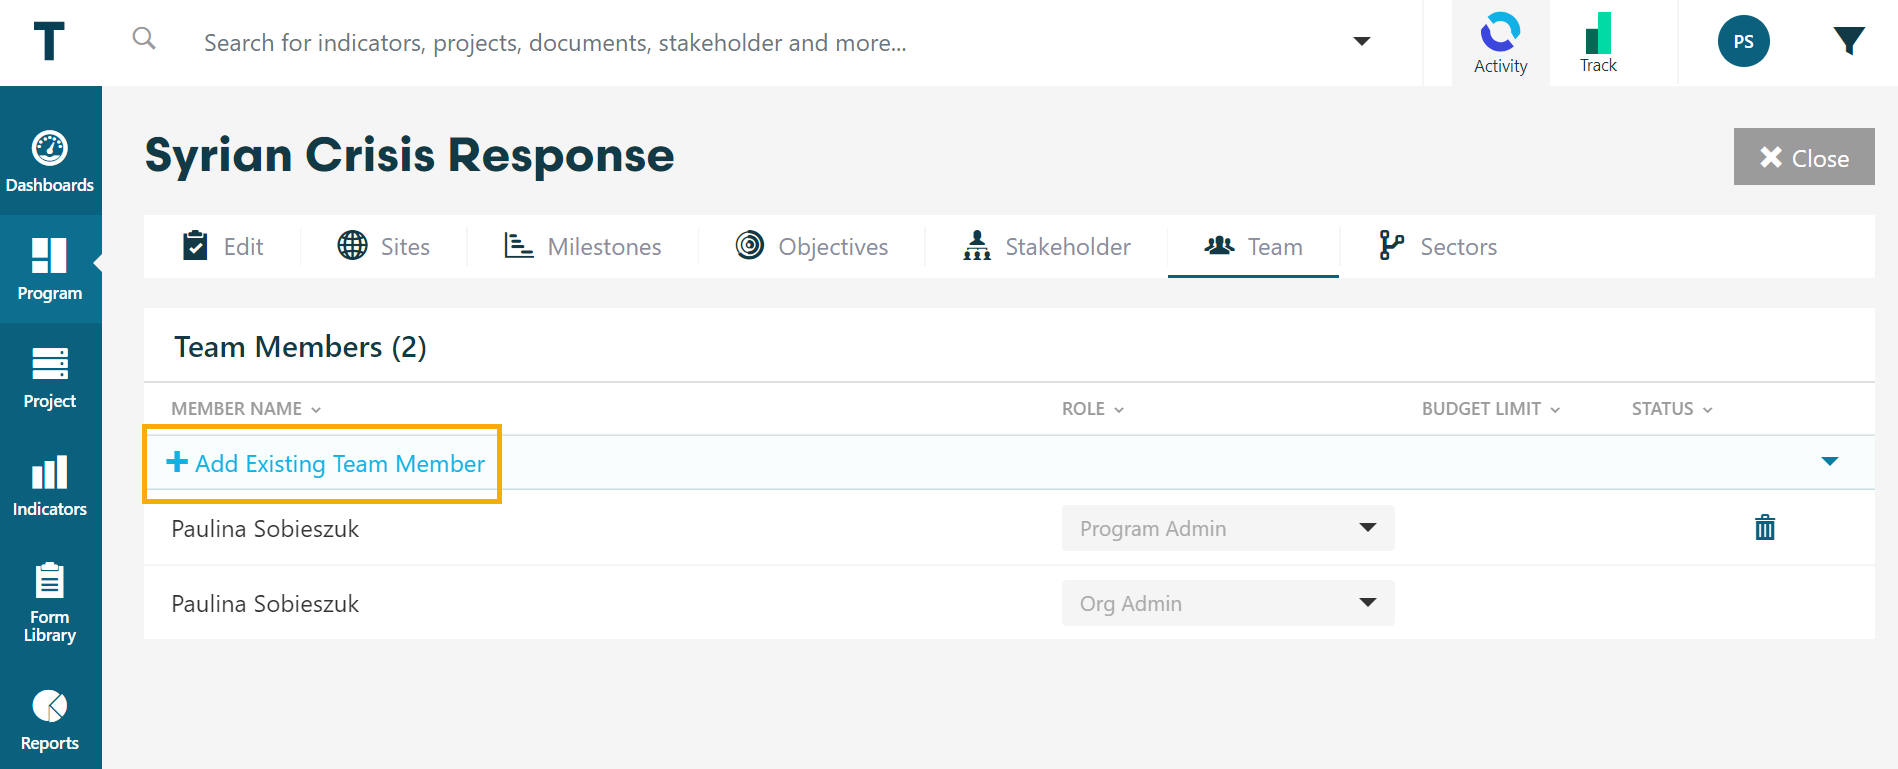 T
Search for indicators, projects, documents, stakeholder and more...
Activity
Track
PS
Dashboards
Program
Project
Indicators
Form
Library
Reports
Syrian Crisis Response
Close
Edit
Sites
Milestones
Objectives
Stakeholder
Team
Sectors
Team Members (2)
MEMBER NAME
ROLE
BUDGET LIMIT
STATUS
+ Add Existing Team Member
Paulina Sobieszuk
Program Admin
Paulina Sobieszuk
Org Admin